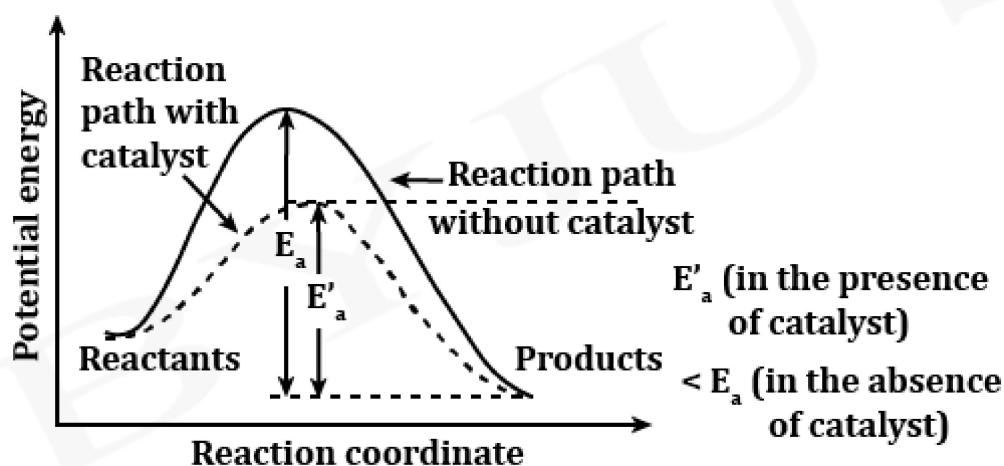 Reaction
path with
catalyst
Reaction path
without catalyst
Potential energy
Eₐ
E'ₐ
E'ₐ (in the presence
of catalyst)
Reactants
Products
< Eₐ (in the absence
of catalyst)
Reaction coordinate